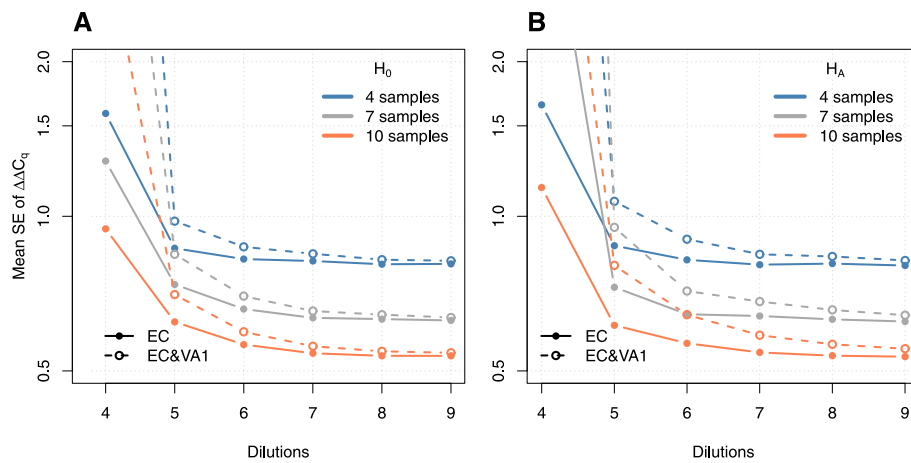 A
H0
4 samples
7 samples
10 samples
EC
EC&VA1
2.0
1.5
1.0
0.5
Mean SE of ΔΔCq
4 5 6 7 8 9
Dilutions
B
HA
4 samples
7 samples
10 samples
EC
EC&VA1
2.0
1.5
1.0
0.5
4 5 6 7 8 9
Dilutions